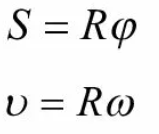 S = Rφ
υ = Rω